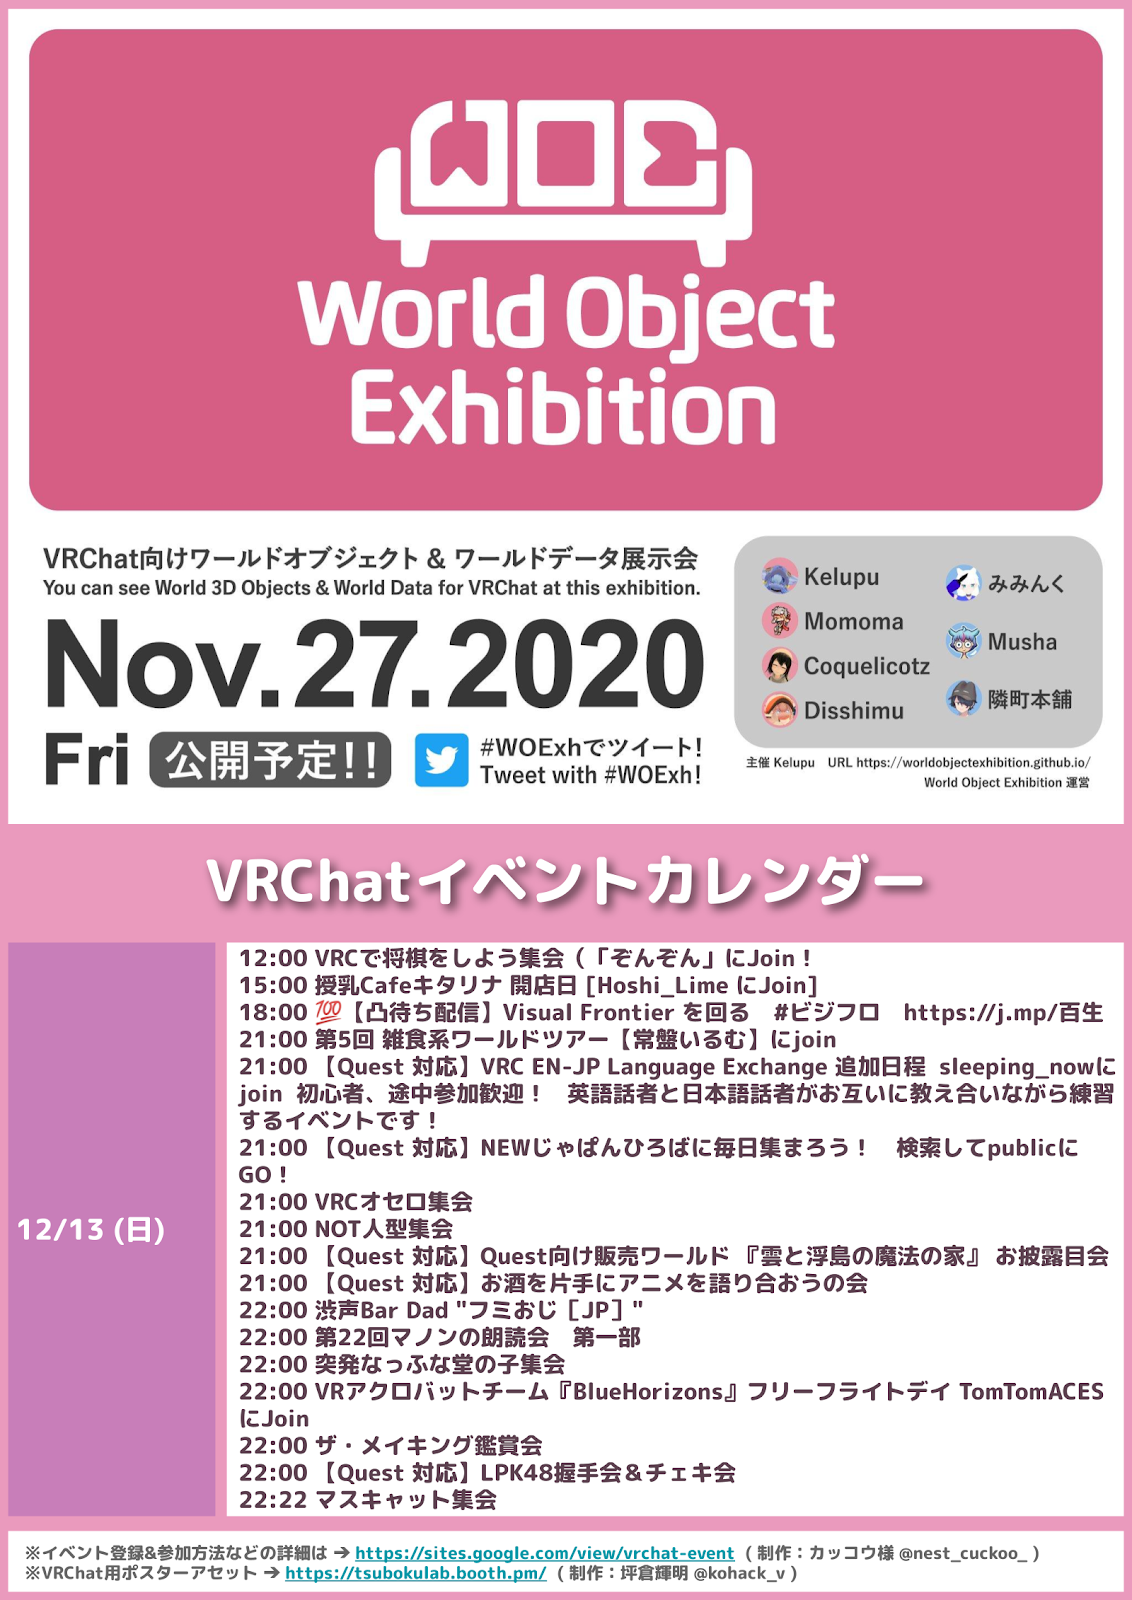 WOE
World Object
Exhibition
VRChat向けワールドオブジェクト & ワールドデータ展示会
You can see World 3D Objects & World Data for VRChat at this exhibition.
Nov.27.2020
Fri 公開予定!!
#WOExhでツイート!
Tweet with #WOExh!
Kelupu
Momoma
Coquelicotz
Disshimu
みみんく
Musha
隣町本舗
主催 Kelupu URL https://worldobjectexhibition.github.io/
World Object Exhibition 運営
VRChatイベントカレンダー
12/13 (日)
12:00 VRCで将棋をしよう集会（「ぞんぞん」にJoin！
15:00 授乳Cafeキタリナ 開店日 [Hoshi_Lime にJoin]
18:00 💯【凸待ち配信】Visual Frontier を回る　#ビジフロ　https://j.mp/百生
21:00 第5回 雑食系ワールドツアー【常盤いるむ】にjoin
21:00 【Quest 対応】VRC EN-JP Language Exchange 追加日程 sleeping_nowに
join 初心者、途中参加歓迎！　英語話者と日本語話者がお互いに教え合いながら練習
するイベントです！
21:00 【Quest 対応】NEWじゃぱんひろばに毎日集まろう！　検索してpublicに
GO！
21:00 VRCオセロ集会
21:00 NOT人型集会
21:00 【Quest 対応】Quest向け販売ワールド 『雲と浮島の魔法の家』 お披露目会
21:00 【Quest 対応】お酒を片手にアニメを語り合おうの会
22:00 渋声Bar Dad "フミおじ［JP］"
22:00 第22回マノンの朗読会　第一部
22:00 突発なっふな堂の子集会
22:00 VRアクロバットチーム『BlueHorizons』フリーフライトデイ TomTomACES
にJoin
22:00 ザ・メイキング鑑賞会
22:00 【Quest 対応】LPK48握手会＆チェキ会
22:22 マスキャット集会
※イベント登録&参加方法などの詳細は ➔ https://sites.google.com/view/vrchat-event （ 制作：カッコウ様 @nest_cuckoo_ ）
※VRChat用ポスターアセット ➔ https://tsubokulab.booth.pm/ （ 制作：坪倉輝明 @kohack_v ）